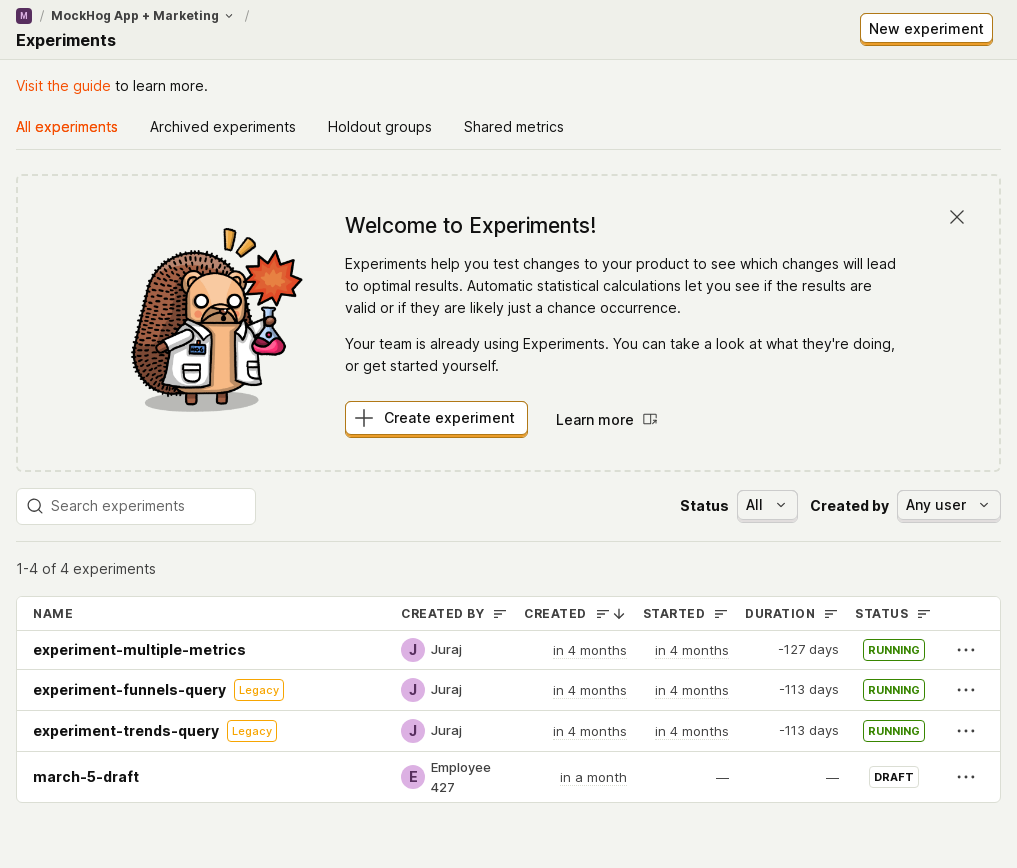 M / MockHog App + Marketing /
Experiments
New experiment
Visit the guide to learn more.
All experiments Archived experiments Holdout groups Shared metrics
Welcome to Experiments!
Experiments help you test changes to your product to see which changes will lead
to optimal results. Automatic statistical calculations let you see if the results are
valid or if they are likely just a chance occurrence.
Your team is already using Experiments. You can take a look at what they're doing,
or get started yourself.
Create experiment Learn more
Search experiments Status All Created by Any user
1-4 of 4 experiments
NAME CREATED BY CREATED STARTED DURATION STATUS
experiment-multiple-metrics J Juraj in 4 months in 4 months -127 days RUNNING
experiment-funnels-query Legacy J Juraj in 4 months in 4 months -113 days RUNNING
experiment-trends-query Legacy J Juraj in 4 months in 4 months -113 days RUNNING
march-5-draft E Employee 427 in a month — — DRAFT